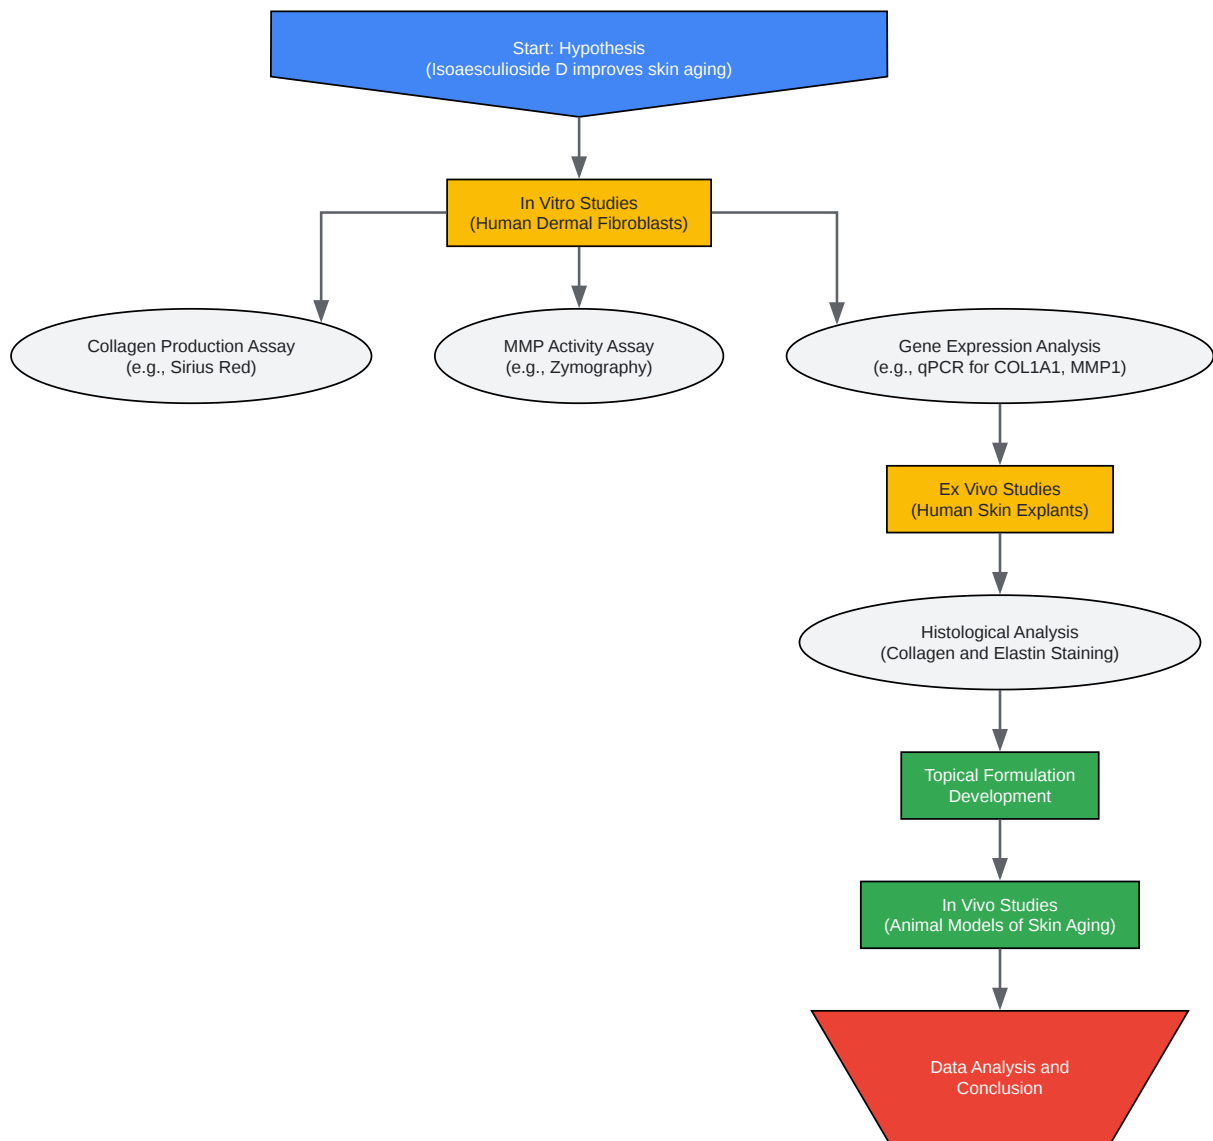 Start: Hypothesis
(Isoaesculioside D improves skin aging)
In Vitro Studies
(Human Dermal Fibroblasts)
Collagen Production Assay
(e.g., Sirius Red)
MMP Activity Assay
(e.g., Zymography)
Gene Expression Analysis
(e.g., qPCR for COL1A1, MMP1)
Ex Vivo Studies
(Human Skin Explants)
Histological Analysis
(Collagen and Elastin Staining)
Topical Formulation
Development
In Vivo Studies
(Animal Models of Skin Aging)
Data Analysis and
Conclusion